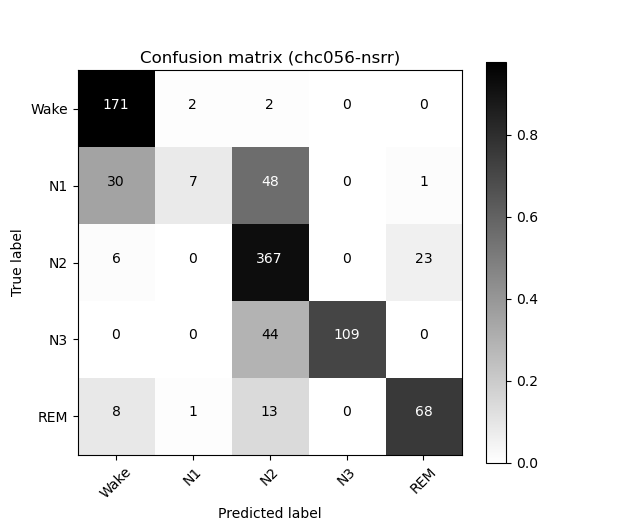 Confusion matrix (chc056-nsrr)
Wake 171 2 2 0 0
N1 30 7 48 0 1
N2 6 0 367 0 23
N3 0 0 44 109 0
REM 8 1 13 0 68
Wake N1 N2 N3 REM
True label
Predicted label
0.8
0.6
0.4
0.2
0.0